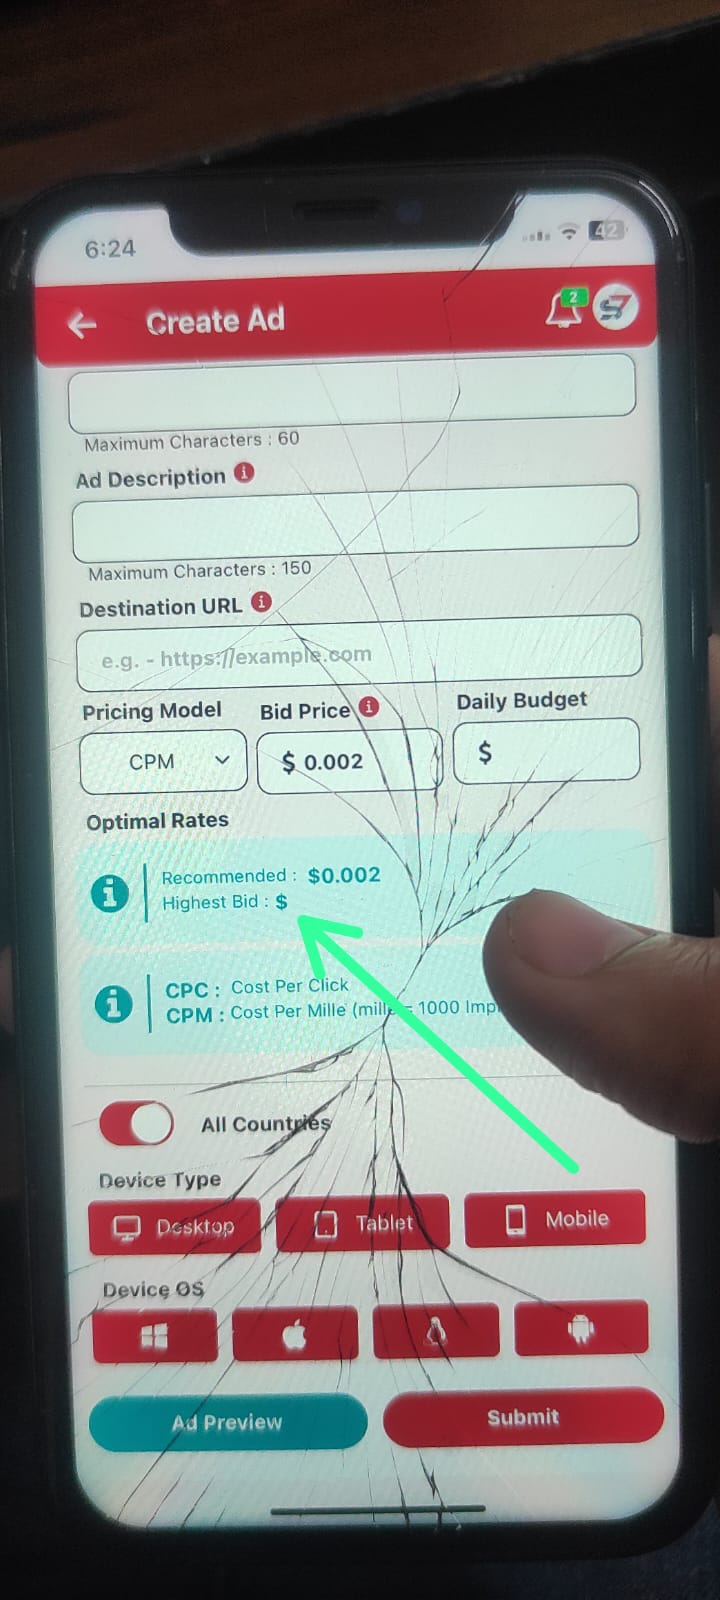 6:24
42
Create Ad
2
Maximum Characters : 60
Ad Description
Maximum Characters : 150
Destination URL
e.g. - https://example.com
Pricing Model Bid Price Daily Budget
CPM $ 0.002 $
Optimal Rates
Recommended : $0.002
Highest Bid : $
CPC : Cost Per Click
CPM : Cost Per Mille (mille = 1000 Imp
All Countries
Device Type
Desktop Tablet Mobile
Device OS
Ad Preview Submit